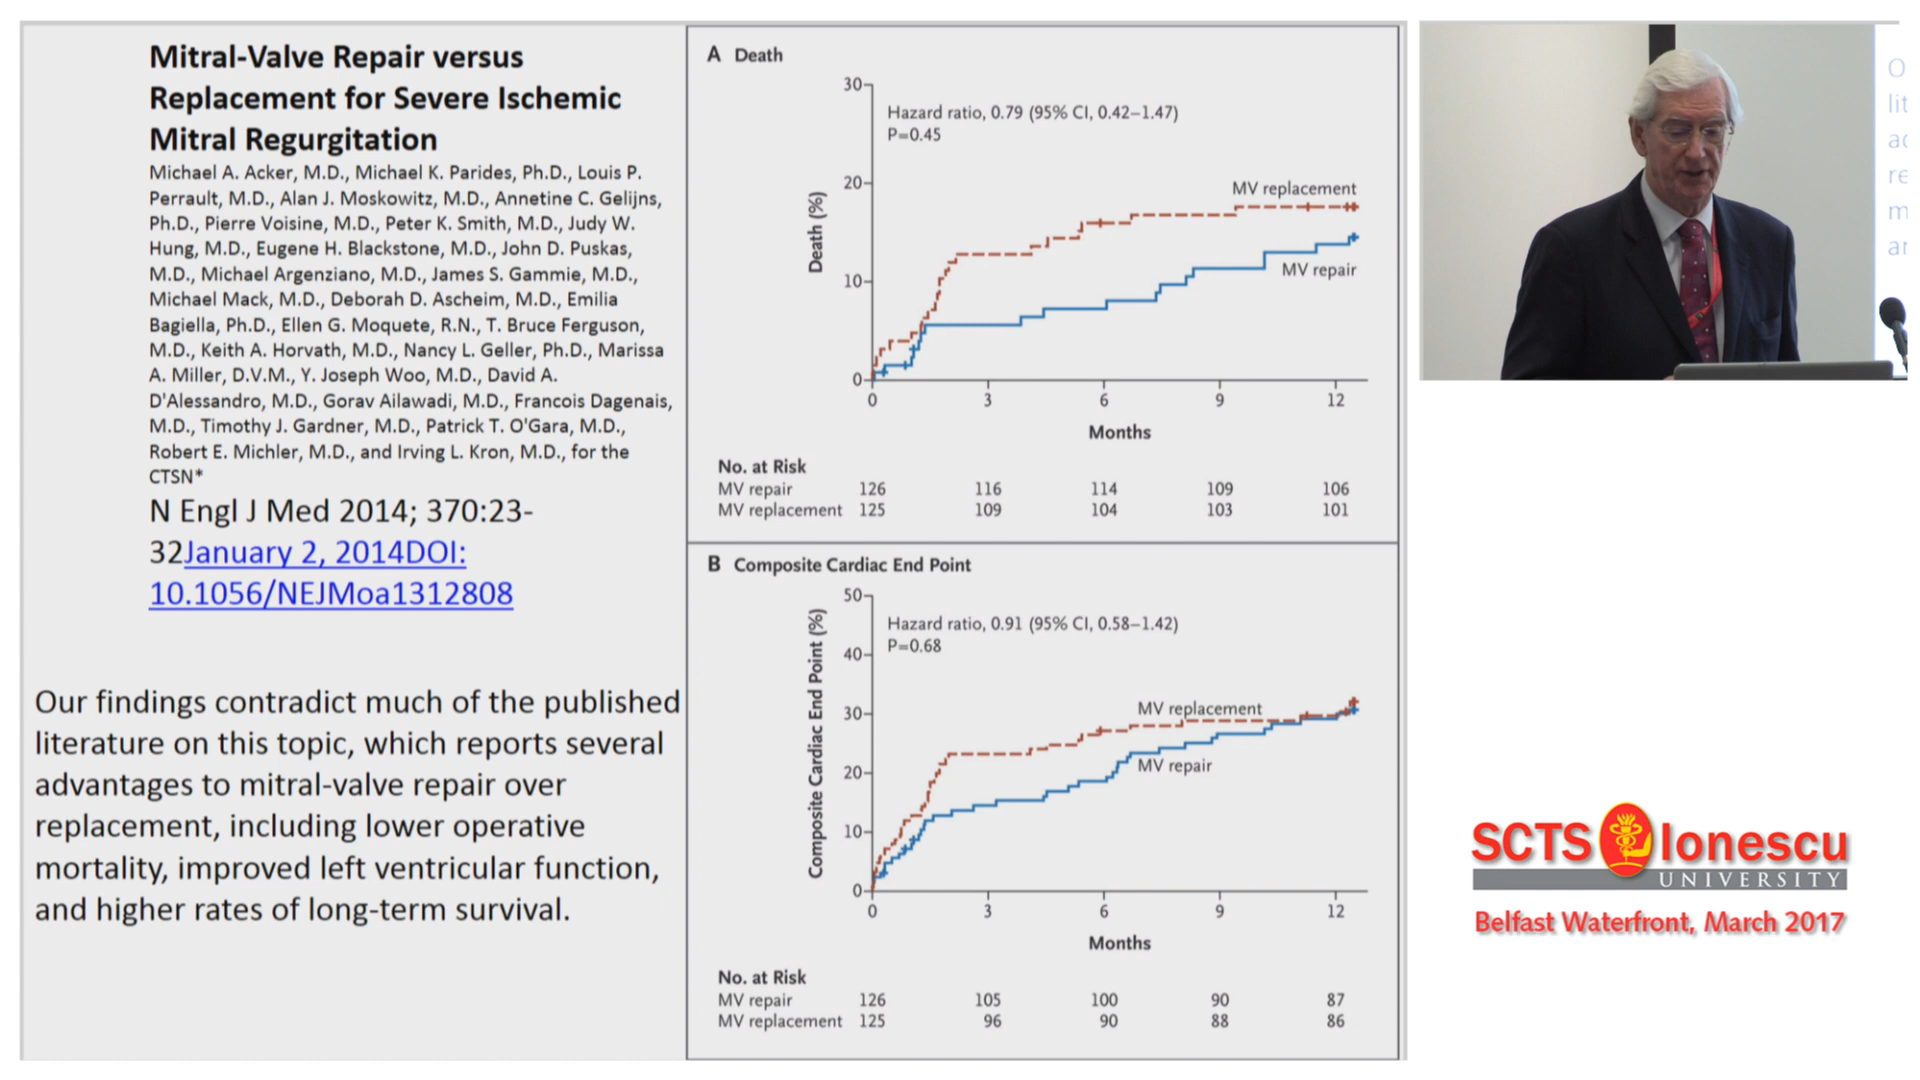 Mitral-Valve Repair versus
Replacement for Severe Ischemic
Mitral Regurgitation
Michael A. Acker, M.D., Michael K. Parides, Ph.D., Louis P.
Perrault, M.D., Alan J. Moskowitz, M.D., Annetine C. Gelijns,
Ph.D., Pierre Voisine, M.D., Peter K. Smith, M.D., Judy W.
Hung, M.D., Eugene H. Blackstone, M.D., John D. Puskas,
M.D., Michael Argenziano, M.D., James S. Gammie, M.D.,
Michael Mack, M.D., Deborah D. Ascheim, M.D., Emilia
Bagiella, Ph.D., Ellen G. Moquete, R.N., T. Bruce Ferguson,
M.D., Keith A. Horvath, M.D., Nancy L. Geller, Ph.D., Marissa
A. Miller, D.V.M., Y. Joseph Woo, M.D., David A.
D'Alessandro, M.D., Gorav Ailawadi, M.D., Francois Dagenais,
M.D., Timothy J. Gardner, M.D., Patrick T. O'Gara, M.D.,
Robert E. Michler, M.D., and Irving L. Kron, M.D., for the
CTSN*
N Engl J Med 2014; 370:23-
32January 2, 2014DOI:
10.1056/NEJMoa1312808
Our findings contradict much of the published
literature on this topic, which reports several
advantages to mitral-valve repair over
replacement, including lower operative
mortality, improved left ventricular function,
and higher rates of long-term survival.
A Death
30
Hazard ratio, 0.79 (95% CI, 0.42–1.47)
P=0.45
20
MV replacement
Death (%)
10
MV repair
0
0 3 6 9 12
Months
No. at Risk
MV repair 126 116 114 109 106
MV replacement 125 109 104 103 101
B Composite Cardiac End Point
50
Hazard ratio, 0.91 (95% CI, 0.58–1.42)
P=0.68
40
30
MV replacement
Composite Cardiac End Point (%)
20
MV repair
10
0
0 3 6 9 12
Months
No. at Risk
MV repair 126 105 100 90 87
MV replacement 125 96 90 88 86
O
lit
re
SCTS Ionescu
UNIVERSITY
Belfast Waterfront, March 2017